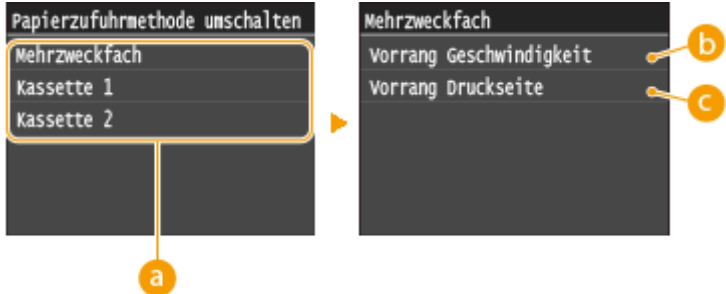 Papierzufuhrmethode umschalten
Mehrzweckfach
Kassette 1
Kassette 2
a
Mehrzweckfach
Vorrang Geschwindigkeit
b
Vorrang Druckseite
c